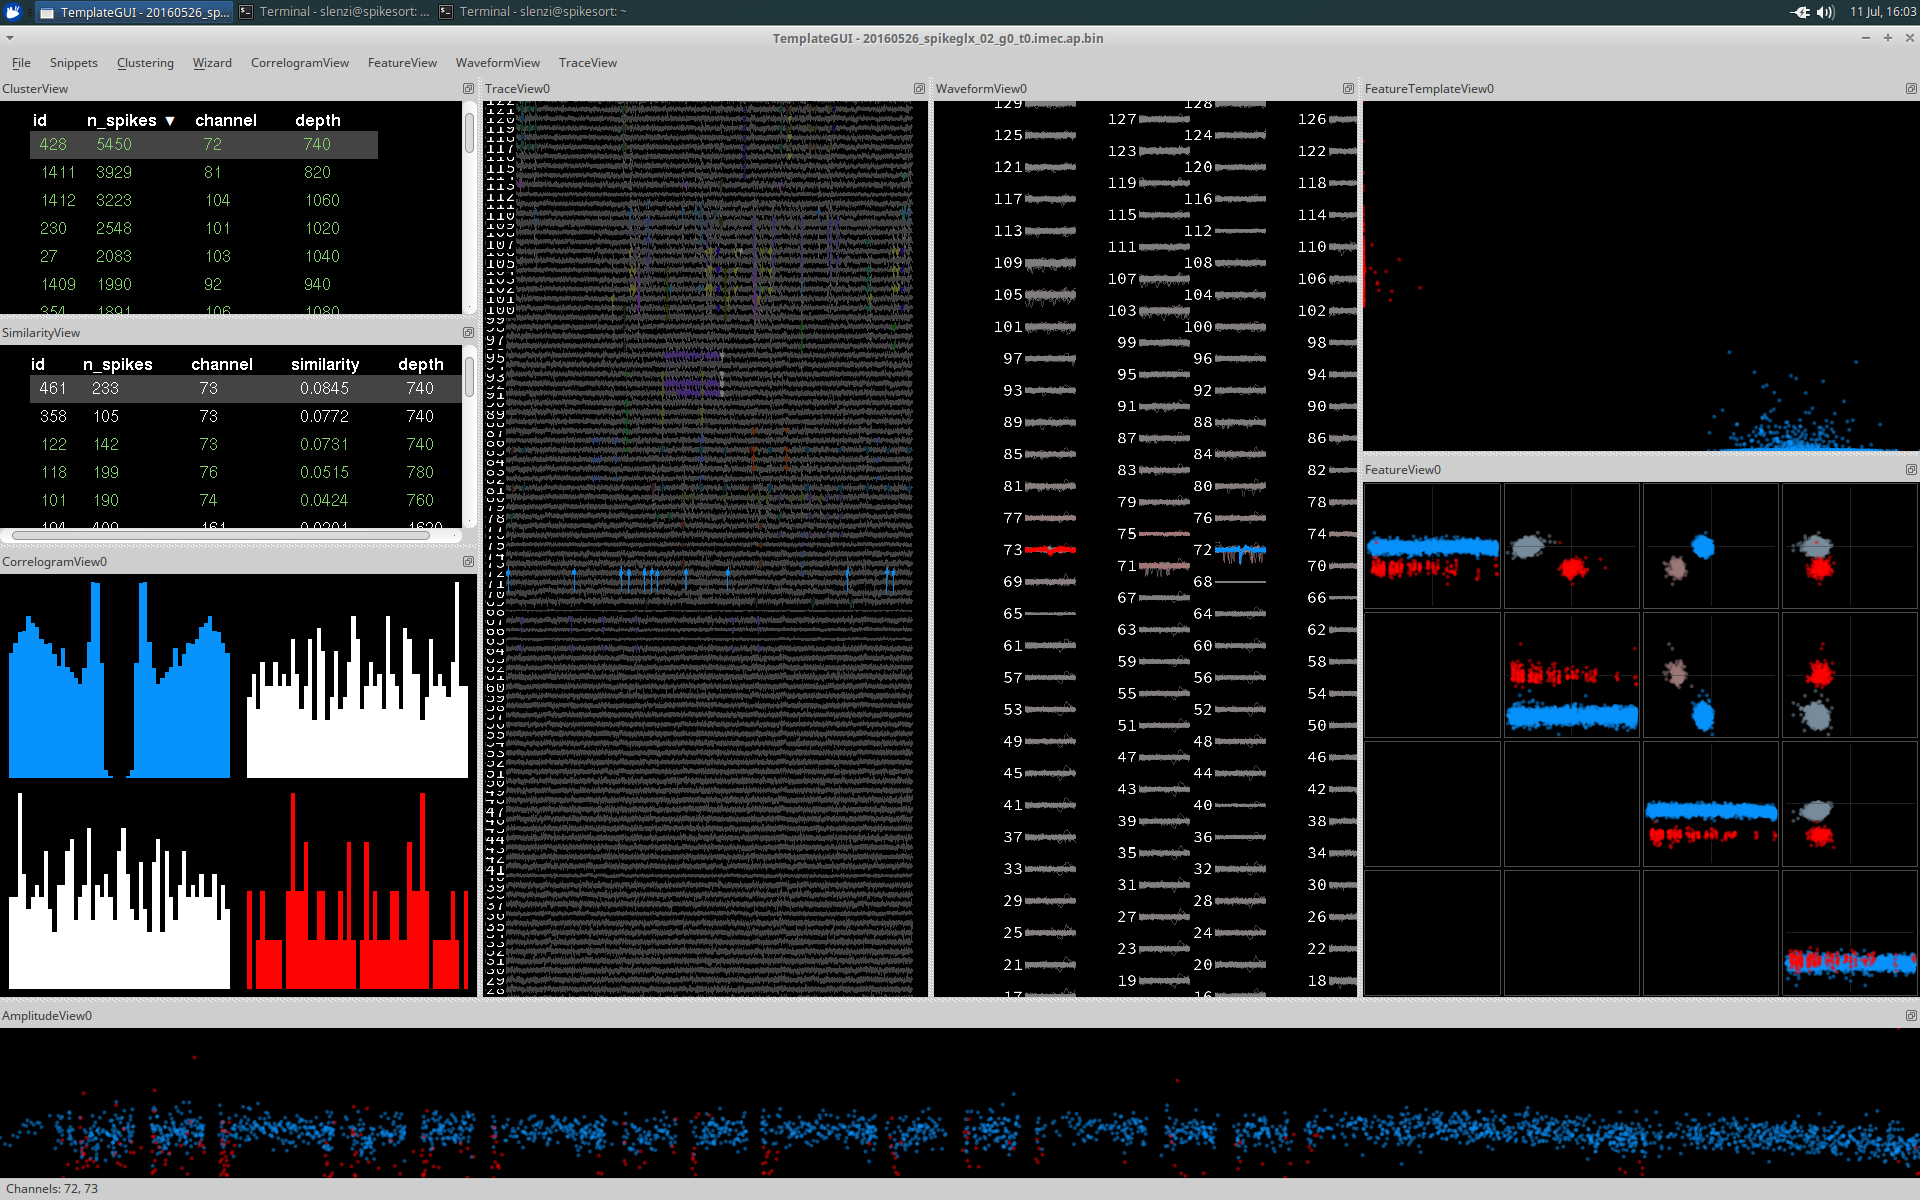 TemplateGUI - 20160526_sp...
Terminal - slenzi@spikesort: ...
Terminal - slenzi@spikesort: ~
11 Jul, 16:03
TemplateGUI - 20160526_spikeglx_02_g0_t0.imec.ap.bin
File Snippets Clustering Wizard CorrelogramView FeatureView WaveformView TraceView
ClusterView
id n_spikes ▼ channel depth
428 5450 72 740
1411 3929 81 820
1412 3223 104 1060
230 2548 101 1020
27 2083 103 1040
1409 1990 92 940
354 1891 106 1080
SimilarityView
id n_spikes channel similarity depth
461 233 73 0.0845 740
358 105 73 0.0772 740
122 142 73 0.0731 740
118 199 76 0.0515 780
101 190 74 0.0424 760
CorrelogramView0
TraceView0
WaveformView0
129 128
127 126
125 124
123 122
121 120
119 118
117 116
115 114
113 112
111 110
109 108
107 106
105 104
103 102
101 100
99 98
97 96
95 94
93 92
91 90
89 88
87 86
85 84
83 82
81 80
79 78
77 76
75 74
73 72
71 70
69 68
67 66
65 64
63 62
61 60
59 58
57 56
55 54
53 52
51 50
49 48
47 46
45 44
43 42
41 40
39 38
37 36
35 34
33 32
31 30
29 28
27 26
25 24
23 22
21 20
19 18
17 16
FeatureTemplateView0
FeatureView0
AmplitudeView0
Channels: 72, 73